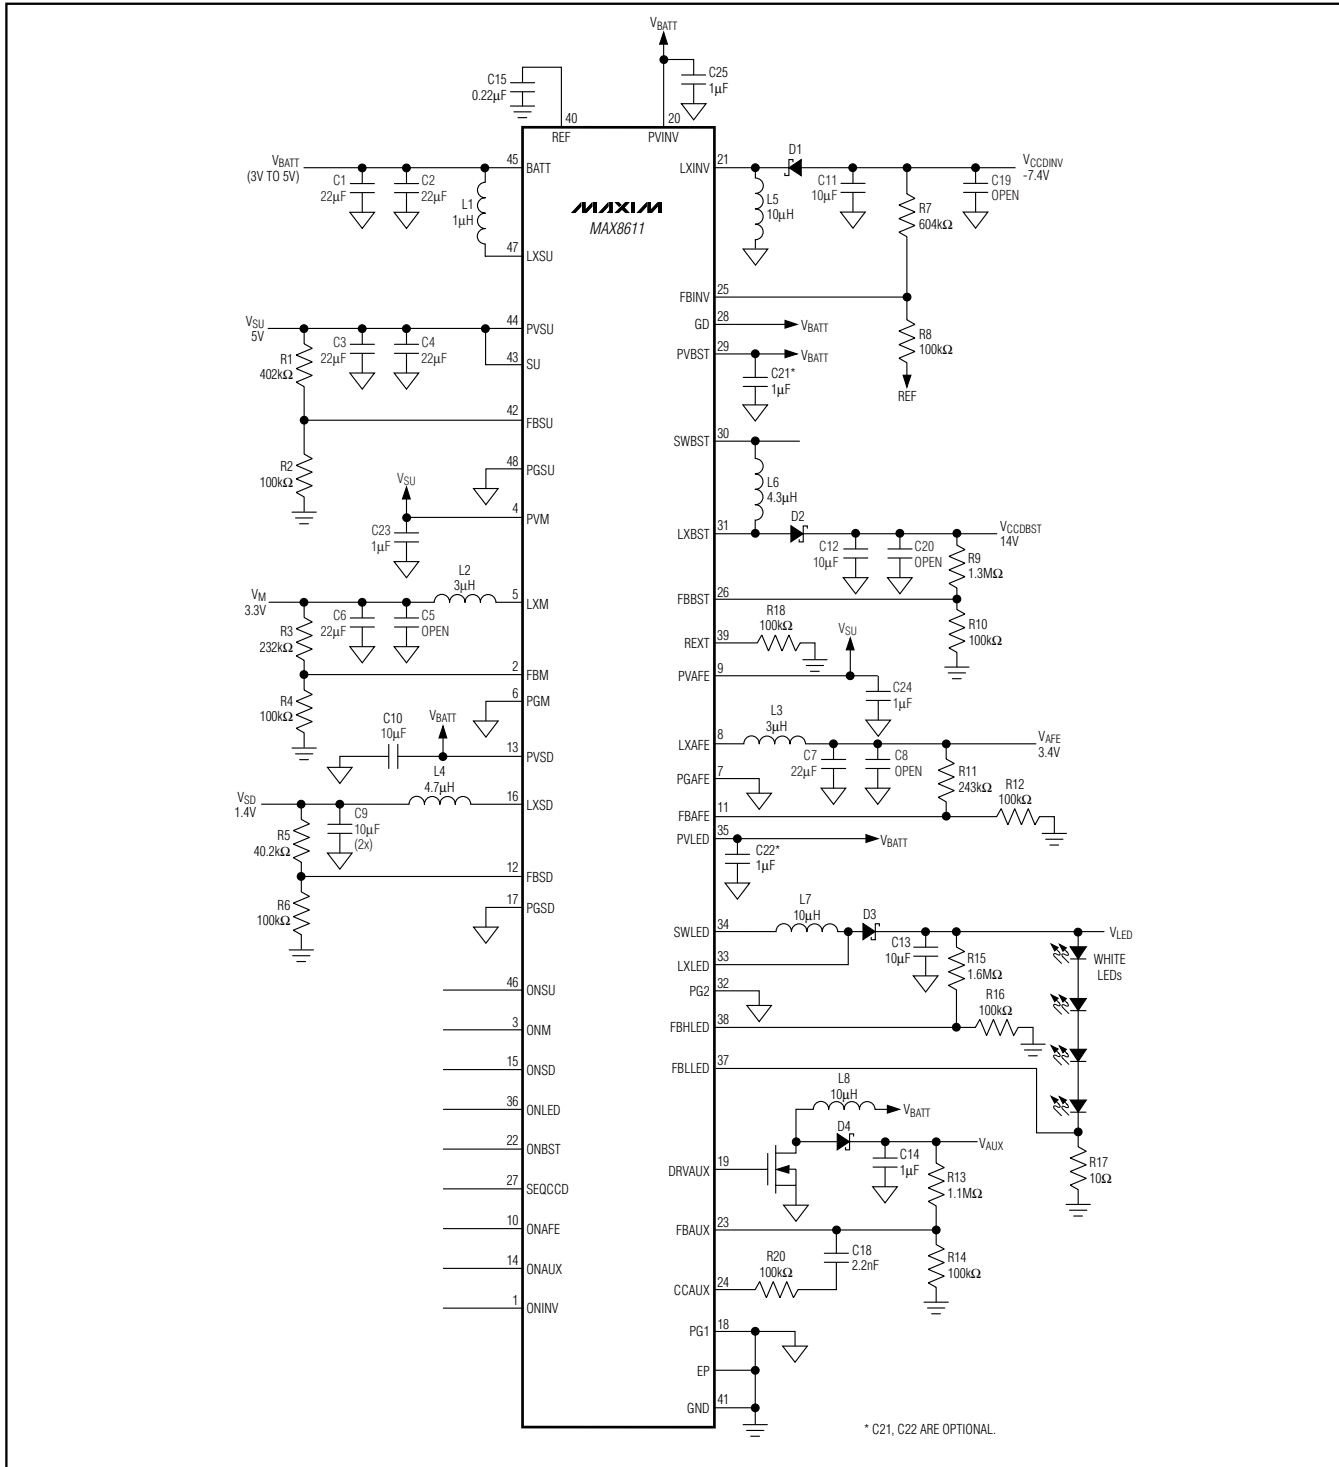 VBATT
C15
0.22µF
C25
1µF
40
20
REF
PVINV
VBATT
(3V TO 5V)
C1
22µF
C2
22µF
L1
1µH
45
BATT
47
LXSU
MAXIM
MAX8611
21
LXINV
D1
VCCDINV
-7.4V
C11
10µF
C19
OPEN
L5
10µH
R7
604kΩ
25
FBINV
28
GD
VBATT
29
PVBST
VBATT
C21*
1µF
R8
100kΩ
REF
VSU
5V
44
PVSU
43
SU
C3
22µF
C4
22µF
R1
402kΩ
42
FBSU
R2
100kΩ
48
PGSU
VSU
4
PVM
C23
1µF
30
SWBST
L6
4.3µH
31
LXBST
D2
VCCDBST
14V
C12
10µF
C20
OPEN
R9
1.3MΩ
26
FBBST
R10
100kΩ
L2
3µH
VM
3.3V
5
LXM
C6
22µF
C5
OPEN
R3
232kΩ
2
FBM
6
PGM
R4
100kΩ
R18
100kΩ
39
REXT
VSU
9
PVAFE
C24
1µF
C10
10µF
VBATT
13
PVSD
L3
3µH
8
LXAFE
VAFE
3.4V
C7
22µF
C8
OPEN
7
PGAFE
R11
243kΩ
R12
100kΩ
11
FBAFE
35
PVLED
VBATT
C22*
1µF
L4
4.7µH
VSD
1.4V
16
LXSD
C9
10µF
(2x)
R5
40.2kΩ
12
FBSD
R6
100kΩ
17
PGSD
L7
10µH
D3
34
SWLED
VLED
33
LXLED
C13
10µF
R15
1.6MΩ
WHITE
LEDs
32
PG2
R16
100kΩ
38
FBHLED
37
FBLLED
46
ONSU
3
ONM
15
ONSD
36
ONLED
22
ONBST
27
SEQCCD
10
ONAFE
14
ONAUX
1
ONINV
L8
10µH
VBATT
D4
VAUX
19
DRVAUX
C14
1µF
R13
1.1MΩ
R17
10Ω
23
FBAUX
C18
2.2nF
R20
100kΩ
R14
100kΩ
24
CCAUX
18
PG1
EP
41
GND
* C21, C22 ARE OPTIONAL.